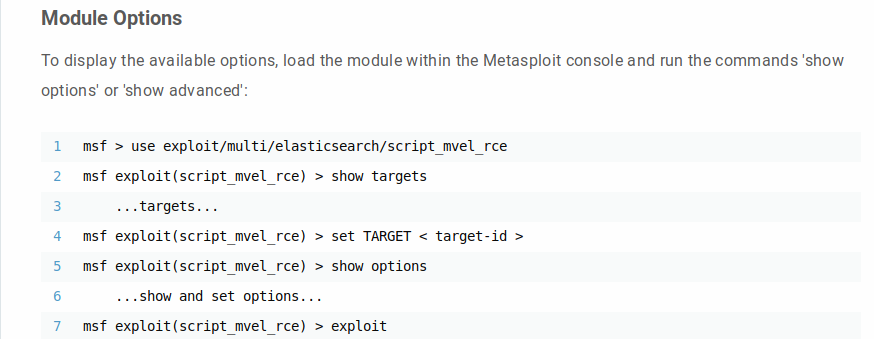 Module Options
To display the available options, load the module within the Metasploit console and run the commands 'show
options' or 'show advanced':
1 msf > use exploit/multi/elasticsearch/script_mvel_rce
2 msf exploit(script_mvel_rce) > show targets
3 ...targets...
4 msf exploit(script_mvel_rce) > set TARGET < target-id >
5 msf exploit(script_mvel_rce) > show options
6 ...show and set options...
7 msf exploit(script_mvel_rce) > exploit